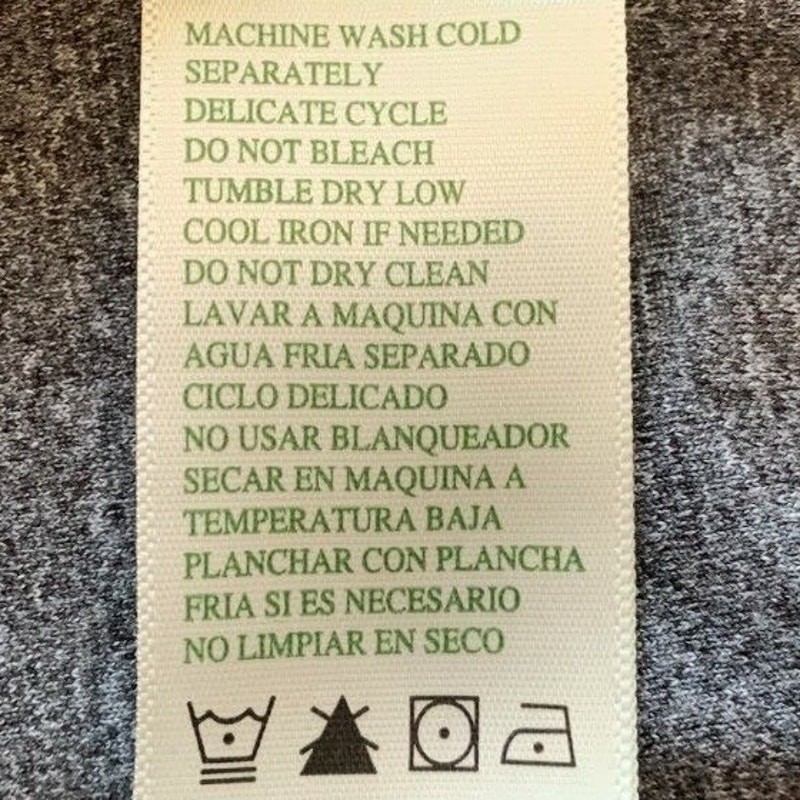 MACHINE WASH COLD
SEPARATELY
DELICATE CYCLE
DO NOT BLEACH
TUMBLE DRY LOW
COOL IRON IF NEEDED
DO NOT DRY CLEAN
LAVAR A MAQUINA CON
AGUA FRIA SEPARADO
CICLO DELICADO
NO USAR BLANQUEADOR
SECAR EN MAQUINA A
TEMPERATURA BAJA
PLANCHAR CON PLANCHA
FRIA SI ES NECESARIO
NO LIMPIAR EN SECO